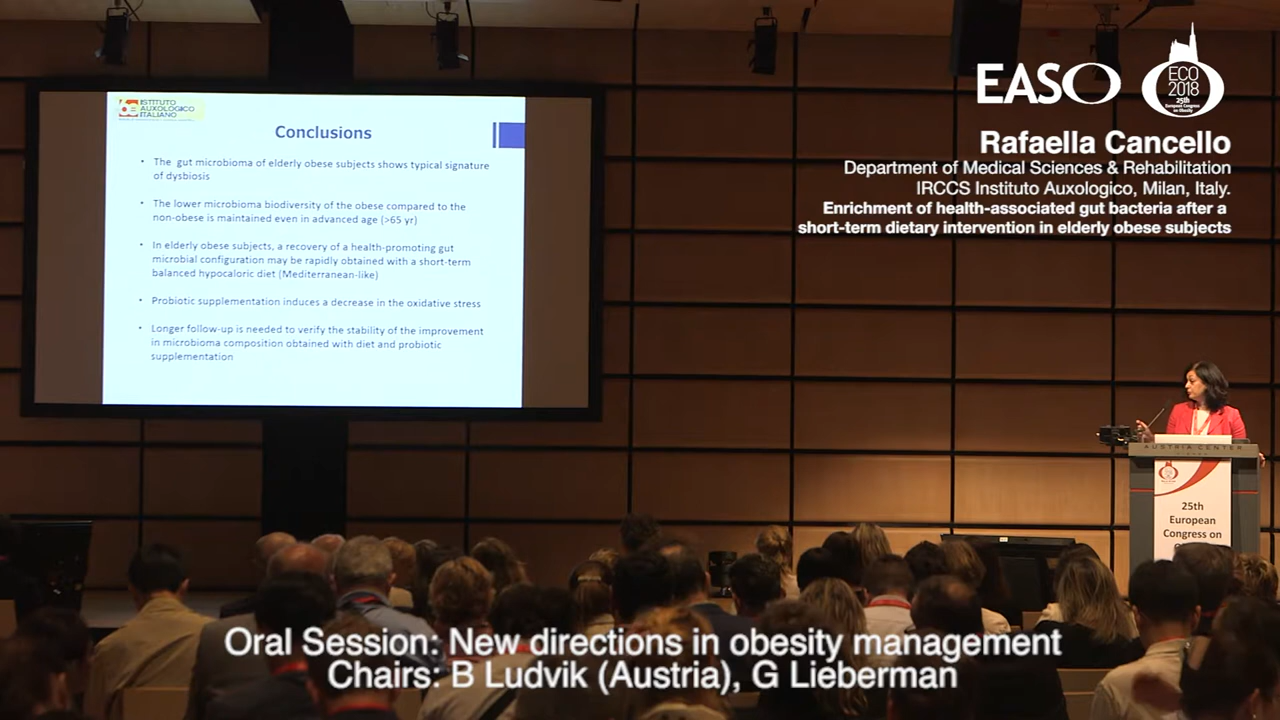 ISTITUTO
AUXOLOGICO
ITALIANO
Conclusions
• The gut microbioma of elderly obese subjects shows typical signature
of dysbiosis
• The lower microbioma biodiversity of the obese compared to the
non-obese is maintained even in advanced age (>65 yr)
• In elderly obese subjects, a recovery of a health-promoting gut
microbial configuration may be rapidly obtained with a short-term
balanced hypocaloric diet (Mediterranean-like)
• Probiotic supplementation induces a decrease in the oxidative stress
• Longer follow-up is needed to verify the stability of the improvement
in microbioma composition obtained with diet and probiotic
supplementation
EASO
ECO
2018
25th
European Congress
on Obesity
Rafaella Cancello
Department of Medical Sciences & Rehabilitation
IRCCS Instituto Auxologico, Milan, Italy.
Enrichment of health-associated gut bacteria after a
short-term dietary intervention in elderly obese subjects
AUSTRIA CENTER
25th
European
Congress on
Oral Session: New directions in obesity management
Chairs: B Ludvik (Austria), G Lieberman